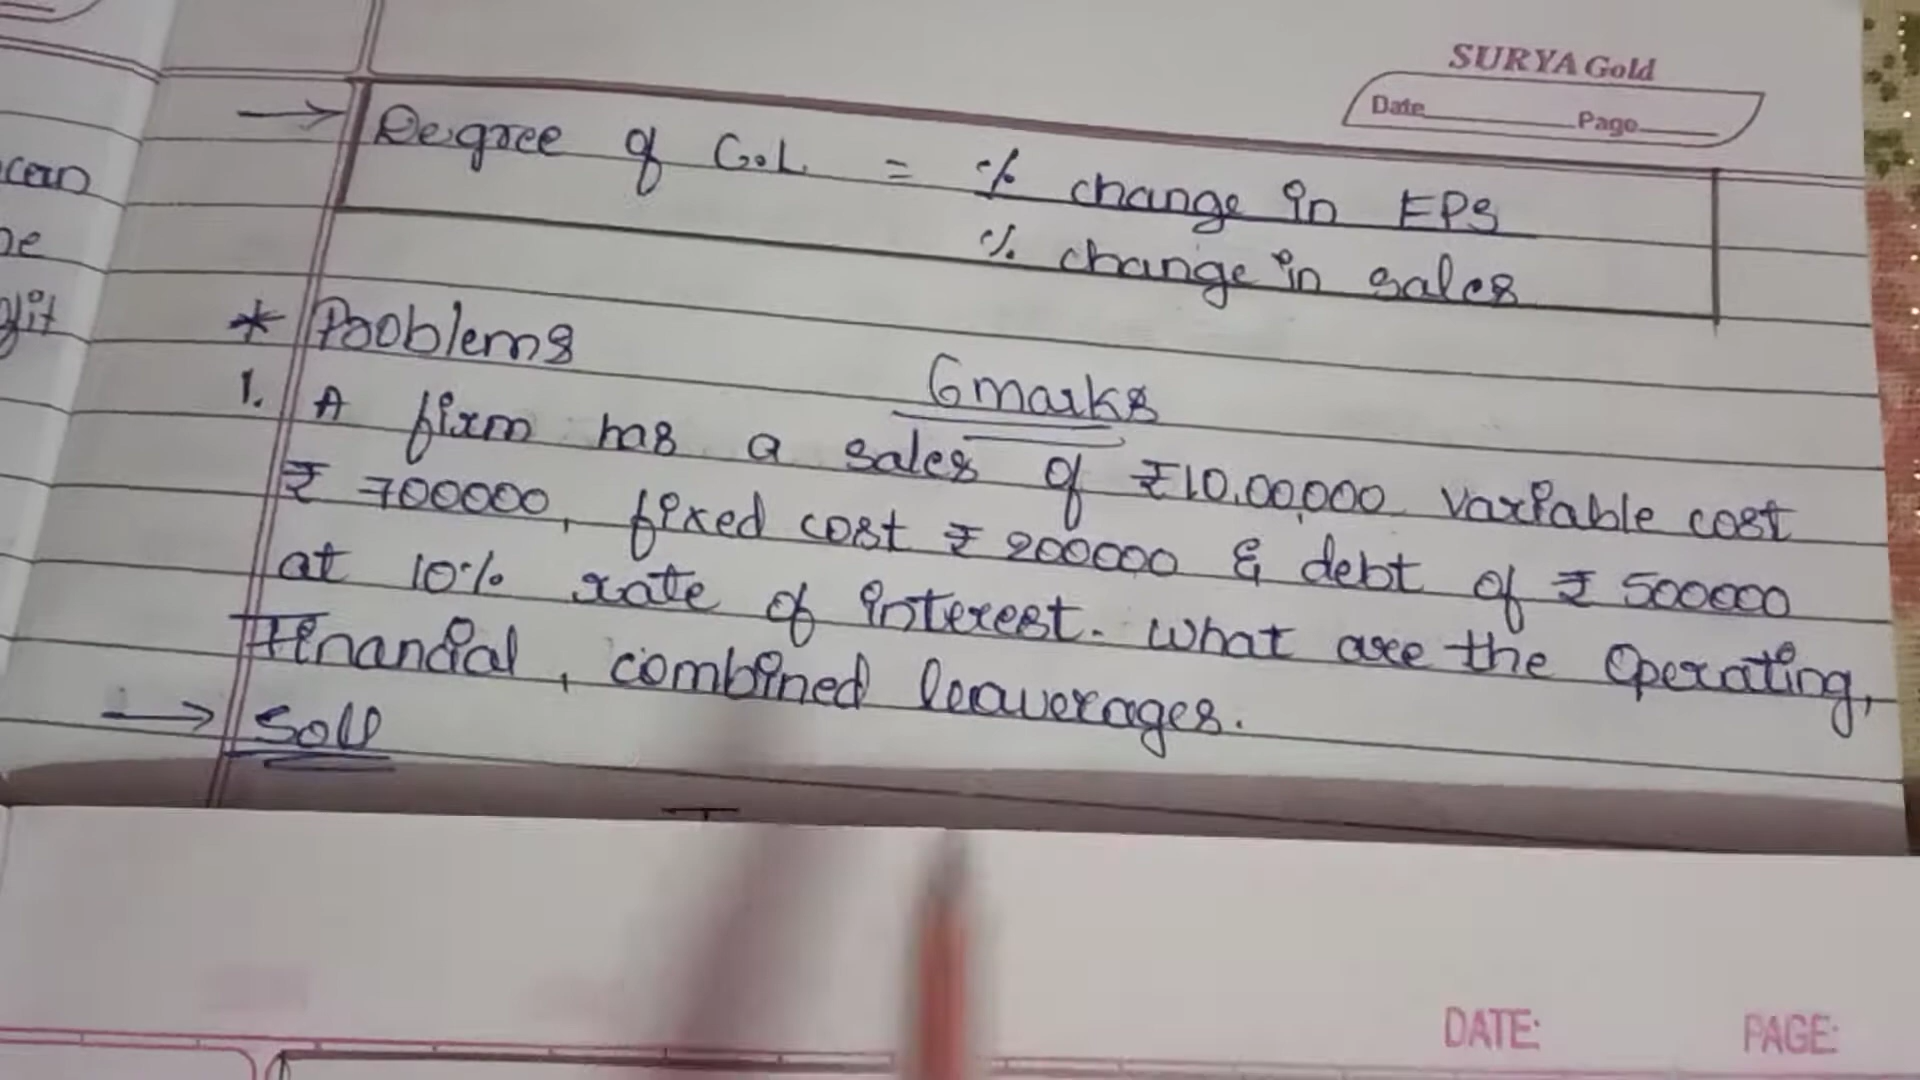 SURYA Gold
Date Page
→ Degree of C.L = % change in EPS
% change in sales
* Problems
6marks
1. A firm has a sales of ₹10,00,000 variable cost
₹ 700000, fixed cost ₹ 200000 & debt of ₹ 500000
at 10% rate of interest. what are the Operating,
Financial, combined leaverages.
→ Soln
can
DATE: PAGE: